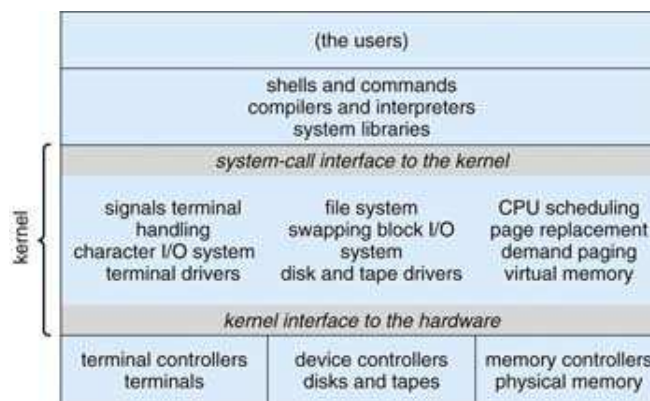 (the users)
shells and commands
compilers and interpreters
system libraries
kernel
system-call interface to the kernel
signals terminal
handling
character I/O system
terminal drivers
file system
swapping block I/O
system
disk and tape drivers
CPU scheduling
page replacement
demand paging
virtual memory
kernel interface to the hardware
terminal controllers
terminals
device controllers
disks and tapes
memory controllers
physical memory